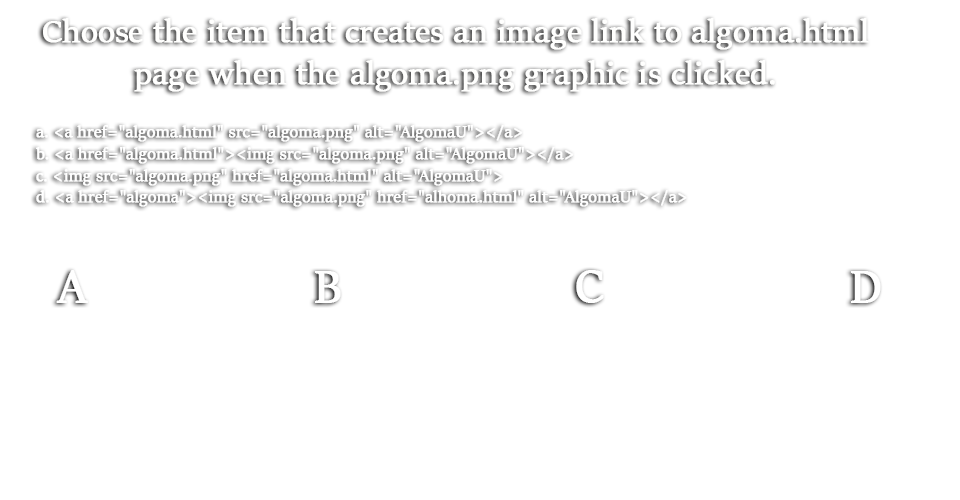 Choose the item that creates an image link to algoma.html
page when the algoma.png graphic is clicked.
a. <a href="algoma.html" src="algoma.png" alt="AlgomaU"></a>
b. <a href="algoma.html"><img src="algoma.png" alt="AlgomaU"></a>
c. <img src="algoma.png" href="algoma.html" alt="AlgomaU">
d. <a href="algoma"><img src="algoma.png" href="alhoma.html" alt="AlgomaU"></a>
A B C D